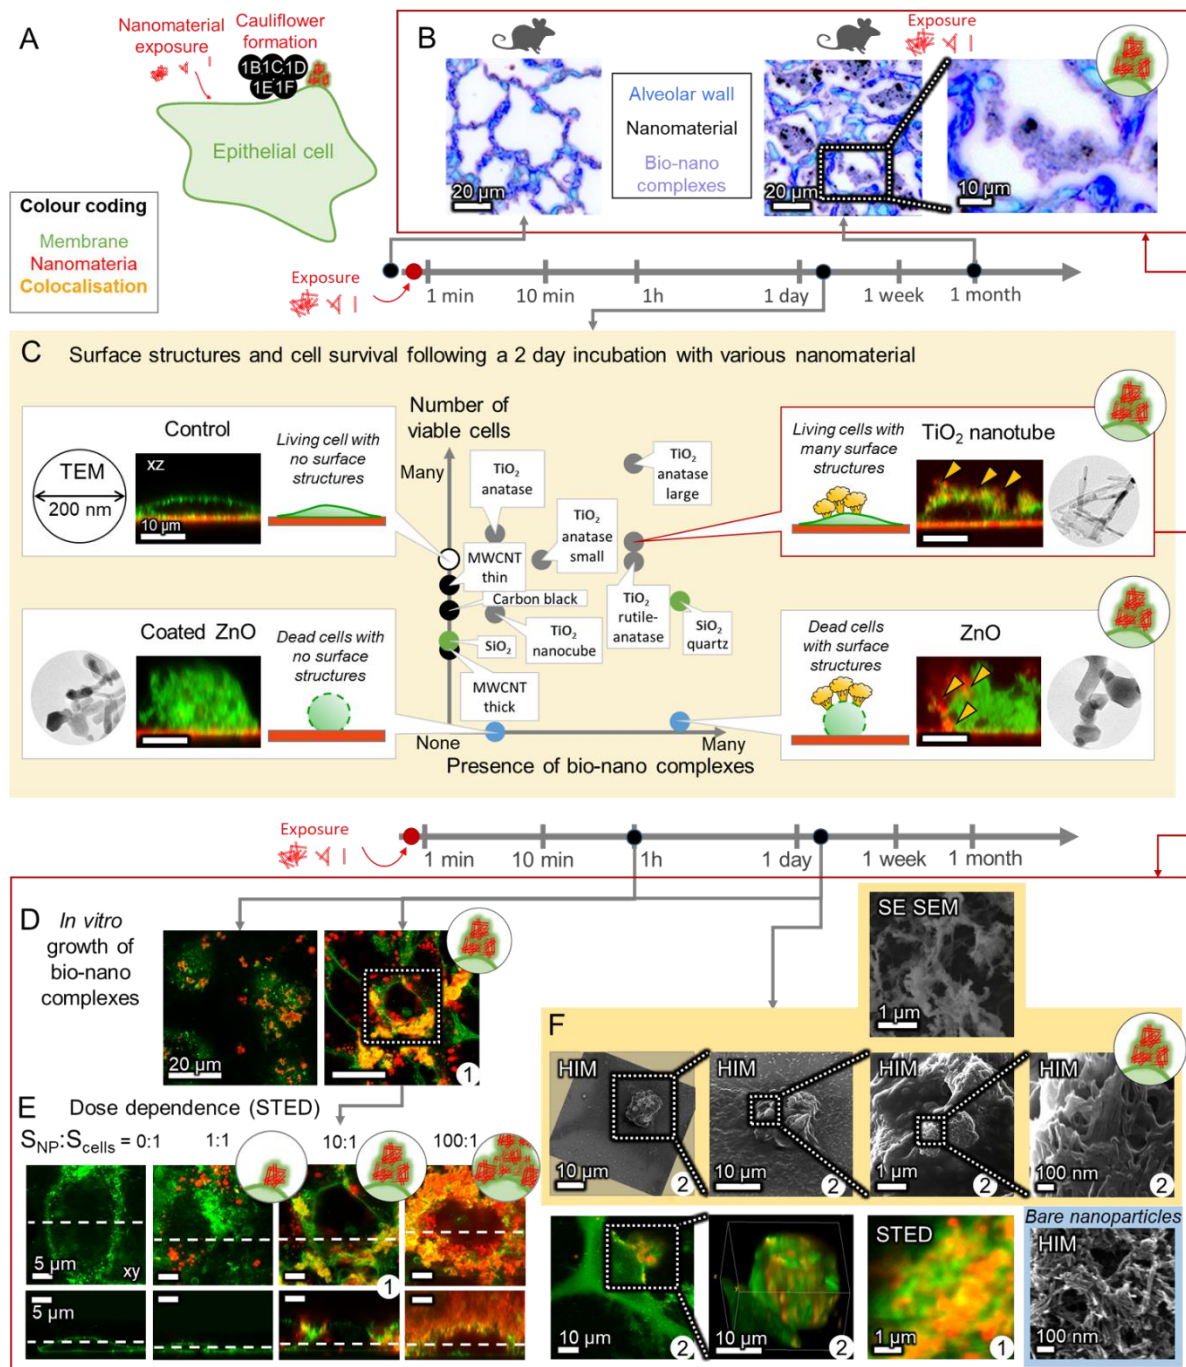 A
Nanomaterial
exposure
Cauliflower
formation
1B 1C 1D
1E 1F
Epithelial cell
Colour coding
Membrane
Nanomateria
Colocalisation
B
Exposure
Alveolar wall
Nanomaterial
Bio-nano
complexes
20 µm
20 µm
10 µm
Exposure
1 min
10 min
1h
1 day
1 week
1 month
C Surface structures and cell survival following a 2 day incubation with various nanomaterial
Number of
viable cells
Many
Control
TEM
200 nm
xz
10 µm
Living cell with
no surface
structures
TiO2
anatase
TiO2
anatase
large
TiO2
anatase
small
MWCNT
thin
Carbon black
TiO2
rutile-
anatase
SiO2
quartz
SiO2
TiO2
nanocube
MWCNT
thick
Living cells with
many surface
structures
TiO2 nanotube
Coated ZnO
Dead cells with
no surface
structures
Dead cells
with surface
structures
ZnO
None
Many
Presence of bio-nano complexes
Exposure
1 min
10 min
1h
1 day
1 week
1 month
D
In vitro
growth of
bio-nano
complexes
20 µm
1
E Dose dependence (STED)
SNP:Scells = 0:1
1:1
10:1
100:1
5 µm
xy
1
5 µm
SE SEM
1 µm
F
HIM
10 µm
2
HIM
10 µm
2
HIM
1 µm
2
HIM
100 nm
2
10 µm
2
10 µm
2
STED
1 µm
1
Bare nanoparticles
HIM
100 nm